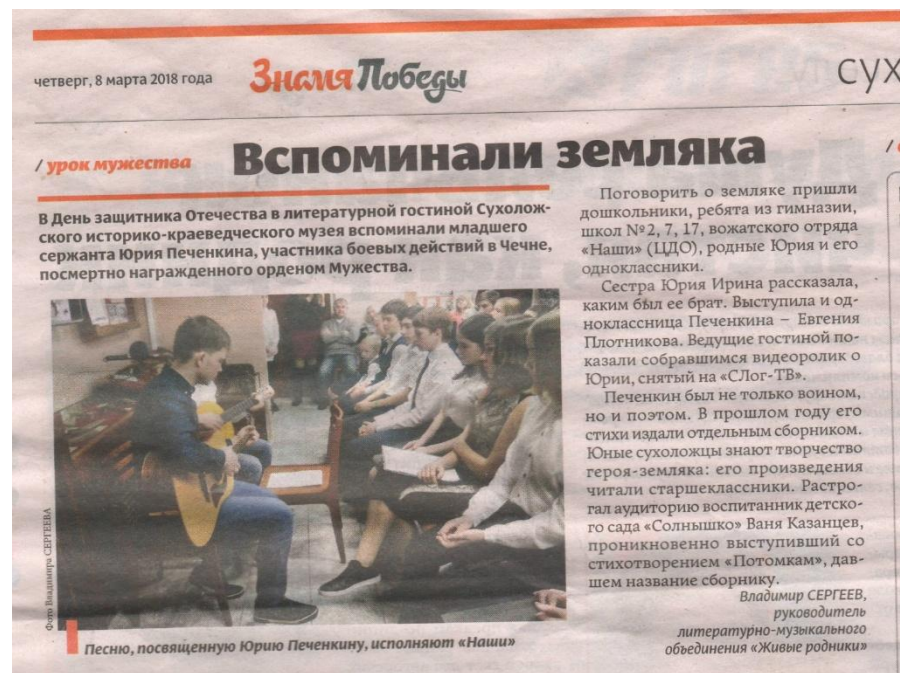 четверг, 8 марта 2018 года
Знамя Победы
сух
/ урок мужества
Вспоминали земляка
В День защитника Отечества в литературной гостиной Сухолож-
ского историко-краеведческого музея вспоминали младшего
сержанта Юрия Печенкина, участника боевых действий в Чечне,
посмертно награжденного орденом Мужества.
Фото Владимира СЕРГЕЕВА
Песню, посвященную Юрию Печенкину, исполняют «Наши»
Поговорить о земляке пришли
дошкольники, ребята из гимназии,
школ №2, 7, 17, вожатского отряда
«Наши» (ЦДО), родные Юрия и его
одноклассники.
Сестра Юрия Ирина рассказала,
каким был ее брат. Выступила и од-
ноклассница Печенкина – Евгения
Плотникова. Ведущие гостиной по-
казали собравшимся видеоролик о
Юрии, снятый на «СЛог-ТВ».
Печенкин был не только воином,
но и поэтом. В прошлом году его
стихи издали отдельным сборником.
Юные сухоложцы знают творчество
героя-земляка: его произведения
читали старшеклассники. Растро-
гал аудиторию воспитанник детско-
го сада «Солнышко» Ваня Казанцев,
проникновенно выступивший со
стихотворением «Потомкам», дав-
шем название сборнику.
Владимир СЕРГЕЕВ,
руководитель
литературно-музыкального
объединения «Живые родники»